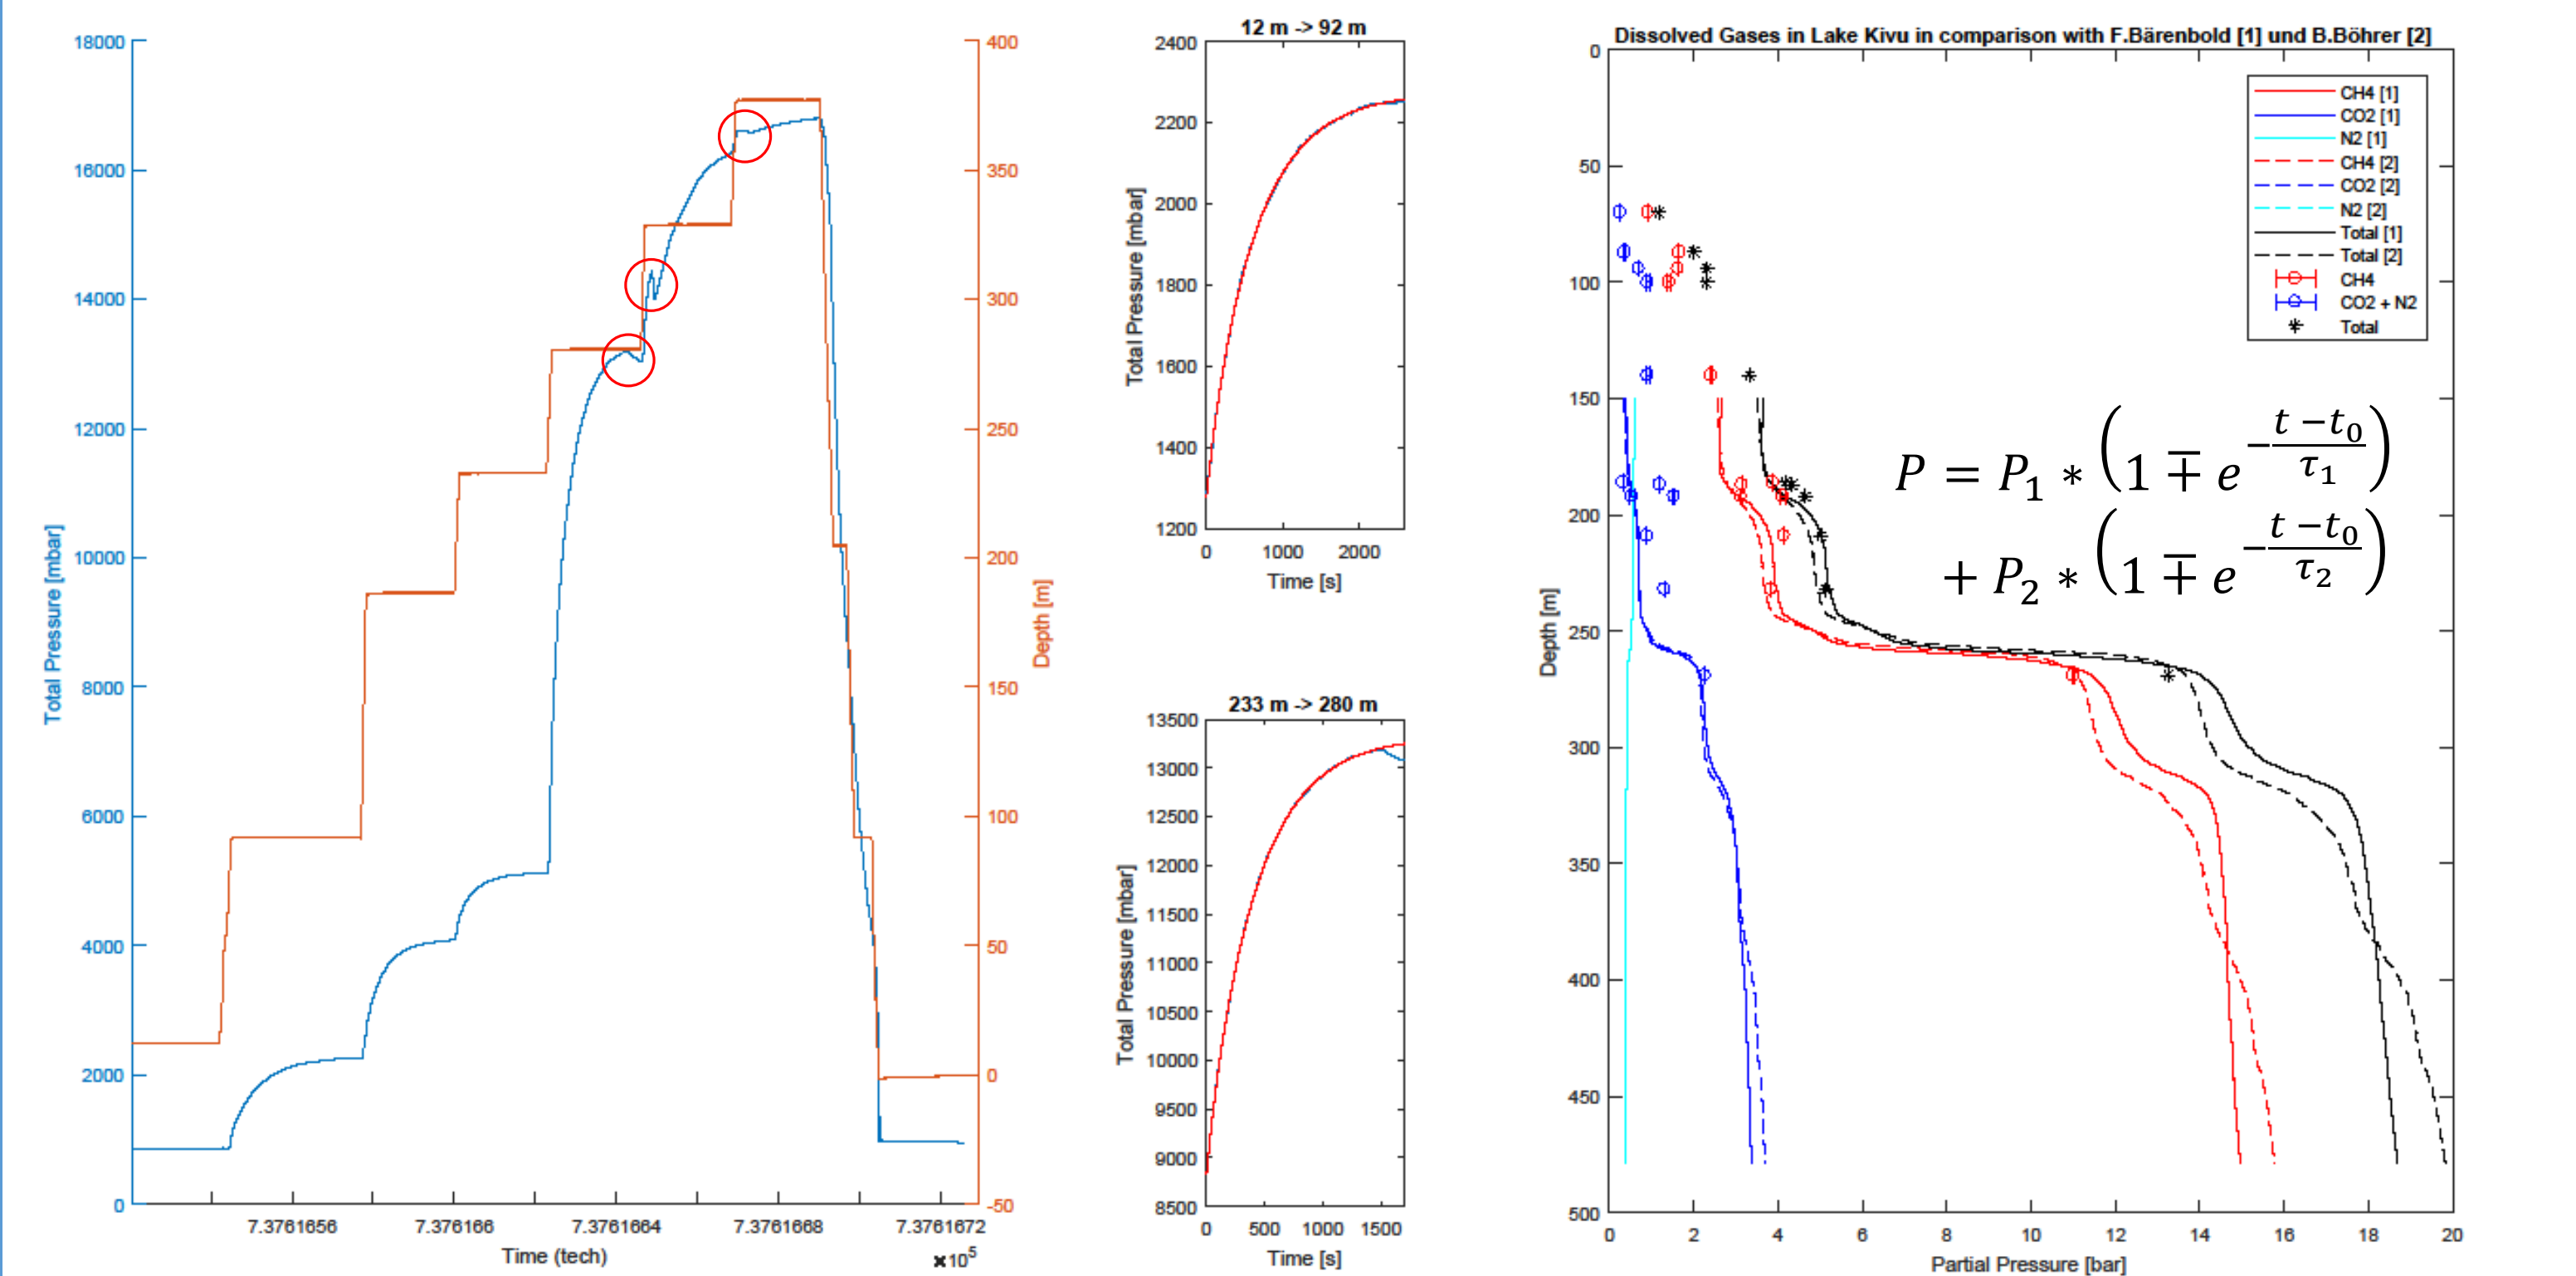 18000
16000
14000
12000
10000
8000
6000
4000
2000
0
Total Pressure [mbar]
400
350
300
250
200
150
100
50
0
-50
Depth [m]
7.3761656
7.376166
7.3761664
7.3761668
7.3761672
Time (tech)
×10⁵
12 m -> 92 m
2400
2200
2000
1800
1600
1400
1200
Total Pressure [mbar]
0
1000
2000
Time [s]
233 m -> 280 m
13500
13000
12500
12000
11500
11000
10500
10000
9500
9000
8500
Total Pressure [mbar]
0
500
1000
1500
Time [s]
Dissolved Gases in Lake Kivu in comparison with F.Bärenbold [1] und B.Böhrer [2]
0
50
100
150
200
250
300
350
400
450
500
Depth [m]
CH4 [1]
CO2 [1]
N2 [1]
CH4 [2]
CO2 [2]
N2 [2]
Total [1]
Total [2]
CH4
CO2 + N2
Total
P = P₁ * (1 ∓ e^(−(t −t₀)/τ₁))
+ P₂ * (1 ∓ e^(−(t −t₀)/τ₂))
0
2
4
6
8
10
12
14
16
18
20
Partial Pressure [bar]